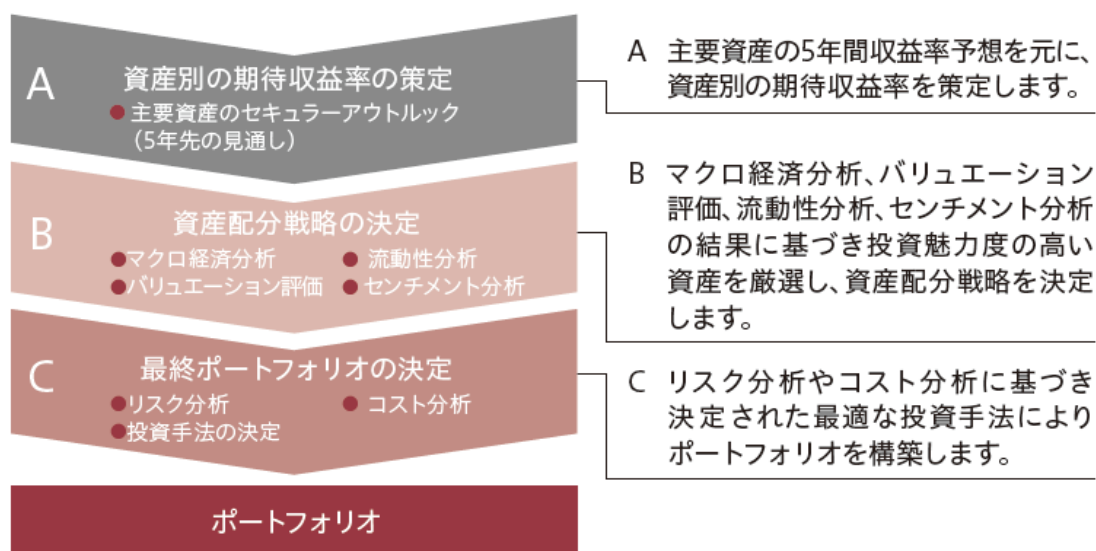 A
資産別の期待収益率の策定
●主要資産のセキュラーアウトルック
（5年先の見通し）
B
資産配分戦略の決定
●マクロ経済分析 ●流動性分析
●バリュエーション評価 ●センチメント分析
C
最終ポートフォリオの決定
●リスク分析 ●コスト分析
●投資手法の決定
ポートフォリオ
A 主要資産の5年間収益率予想を元に、
資産別の期待収益率を策定します。
B マクロ経済分析、バリュエーション
評価、流動性分析、センチメント分析
の結果に基づき投資魅力度の高い
資産を厳選し、資産配分戦略を決定
します。
C リスク分析やコスト分析に基づき
決定された最適な投資手法により
ポートフォリオを構築します。